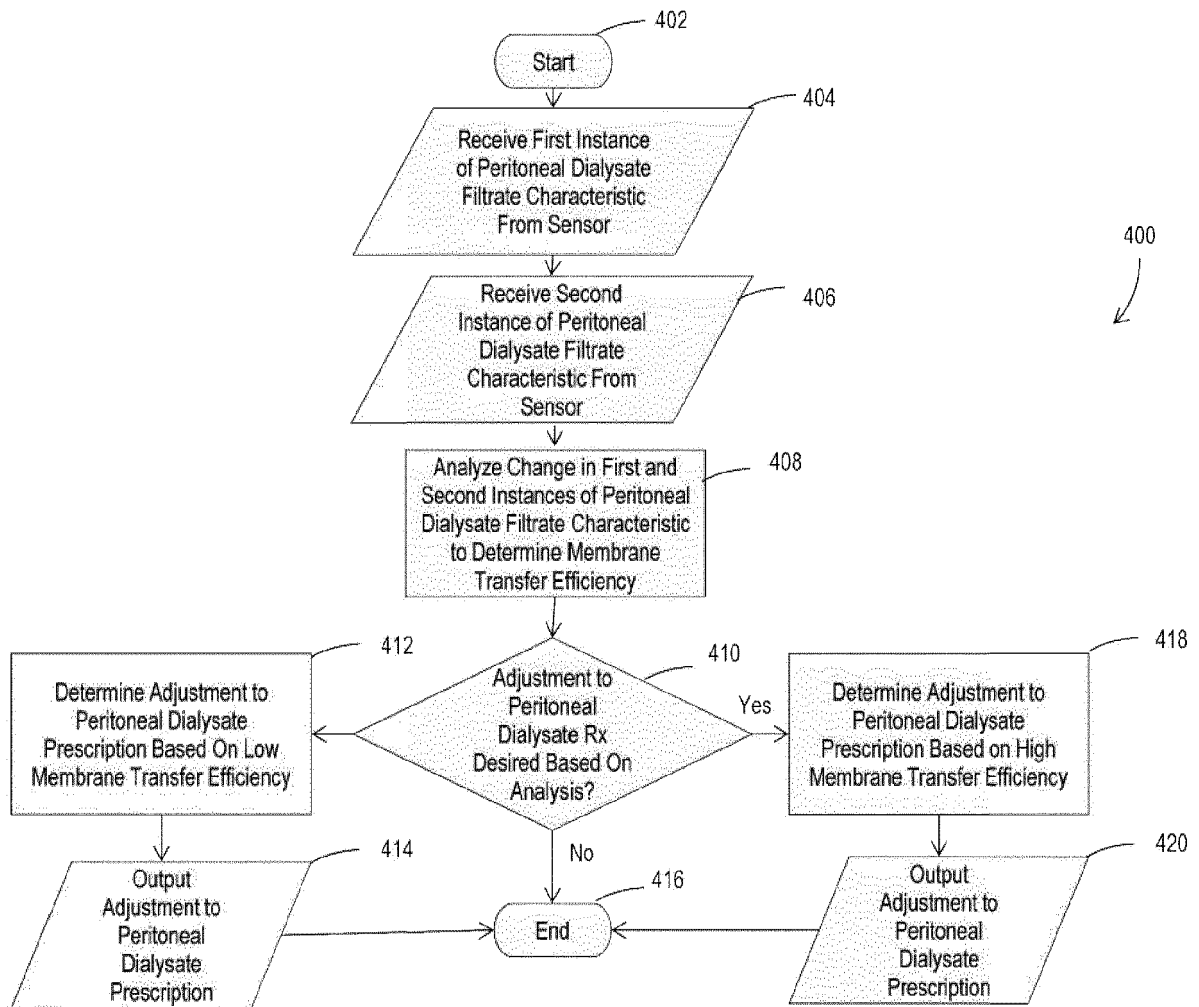 402
Start
404
Receive First Instance
of Peritoneal Dialysate
Filtrate Characteristic
From Sensor
400
406
Receive Second
Instance of Peritoneal
Dialysate Filtrate
Characteristic From
Sensor
408
Analyze Change in First and
Second Instances of Peritoneal
Dialysate Filtrate Characteristic
to Determine Membrane
Transfer Efficiency
412
Determine Adjustment to
Peritoneal Dialysate
Prescription Based On Low
Membrane Transfer Efficiency
410
Adjustment to
Peritoneal
Dialysate Rx
Desired Based On
Analysis?
Yes
No
418
Determine Adjustment to
Peritoneal Dialysate
Prescription Based on High
Membrane Transfer Efficiency
414
Output
Adjustment to
Peritoneal
Dialysate
Prescription
416
End
420
Output
Adjustment to
Peritoneal
Dialysate
Prescription